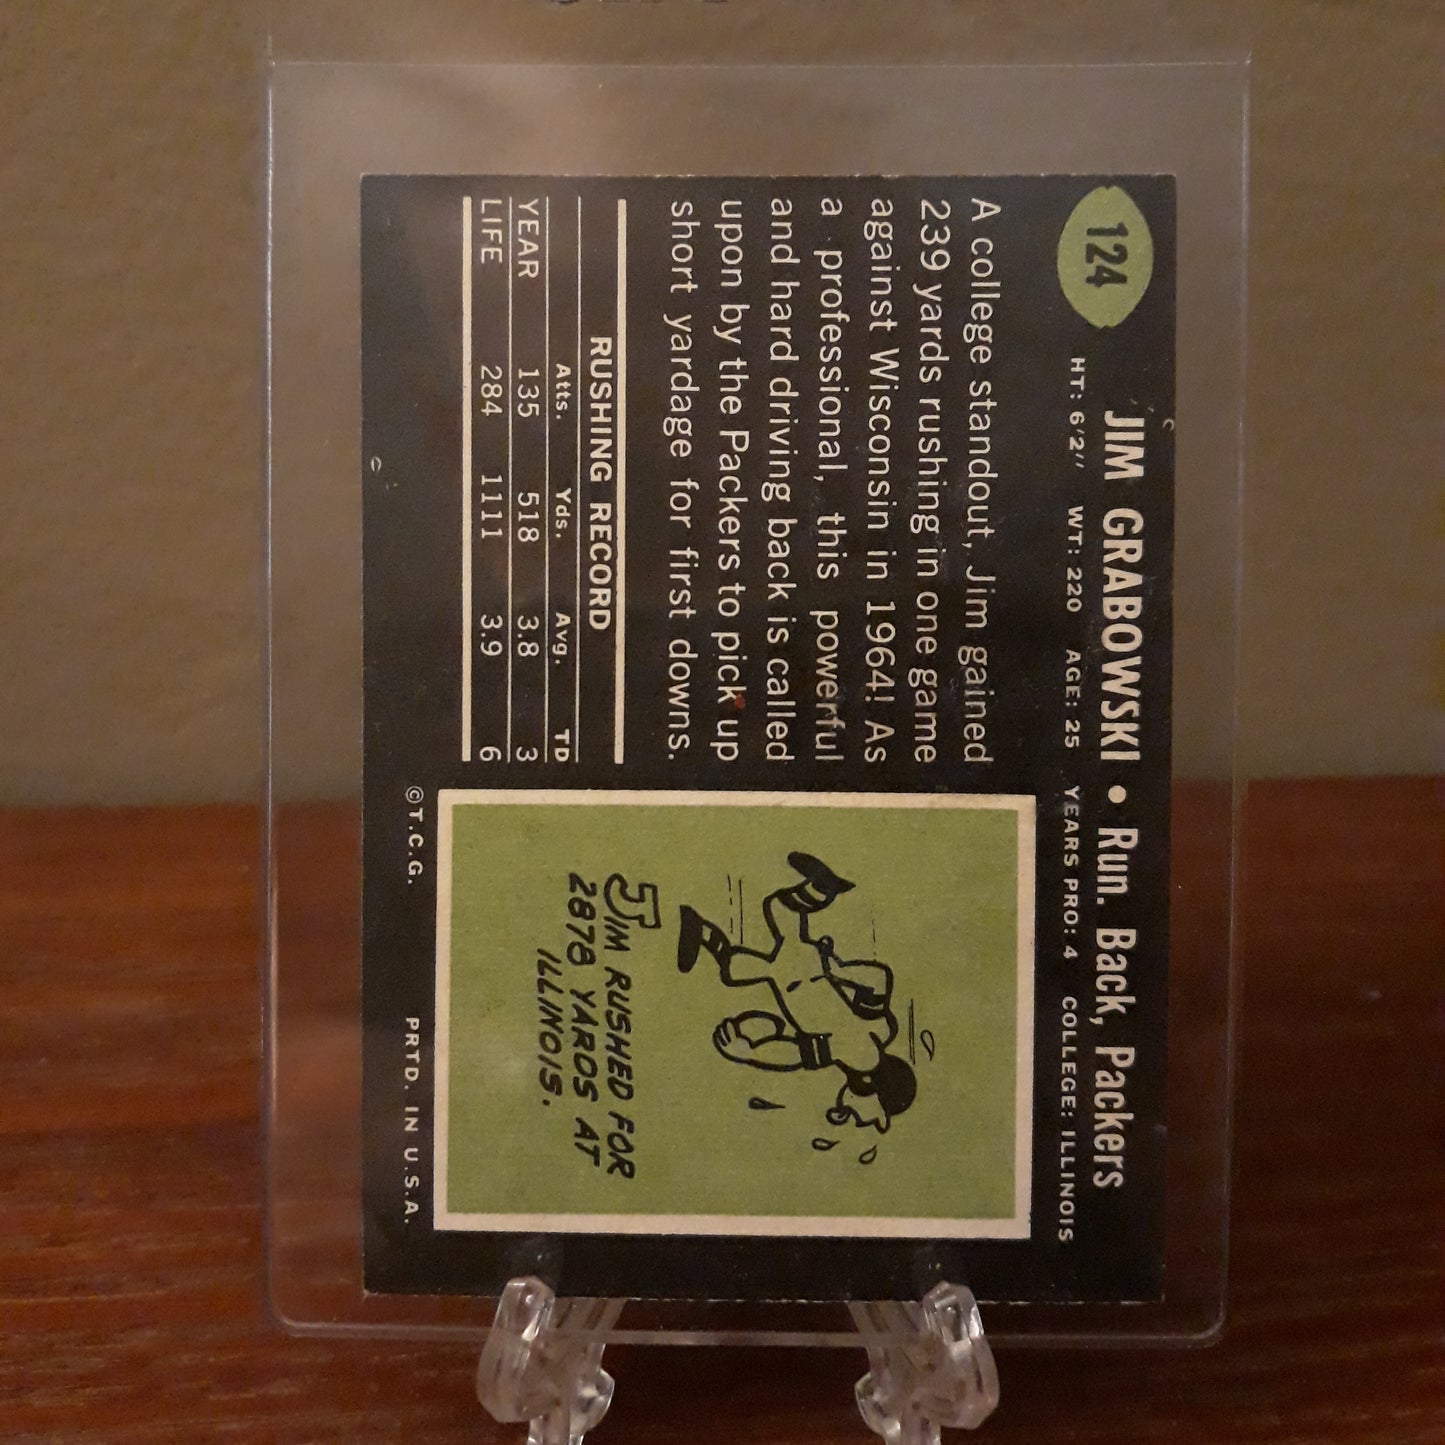 124
JIM GRABOWSKI • Run. Back, Packers
HT: 6'2" WT: 220 AGE: 25 YEARS PRO: 4 COLLEGE: ILLINOIS
A college standout, Jim gained
239 yards rushing in one game
against Wisconsin in 1964! As
a professional, this powerful
and hard driving back is called
upon by the Packers to pick up
short yardage for first downs.
RUSHING RECORD
Atts. Yds. Avg. TD
YEAR 135 518 3.8 3
LIFE 284 1111 3.9 6
JIM RUSHED FOR
2878 YARDS AT
ILLINOIS.
©T.C.G. PRTD. IN U.S.A.